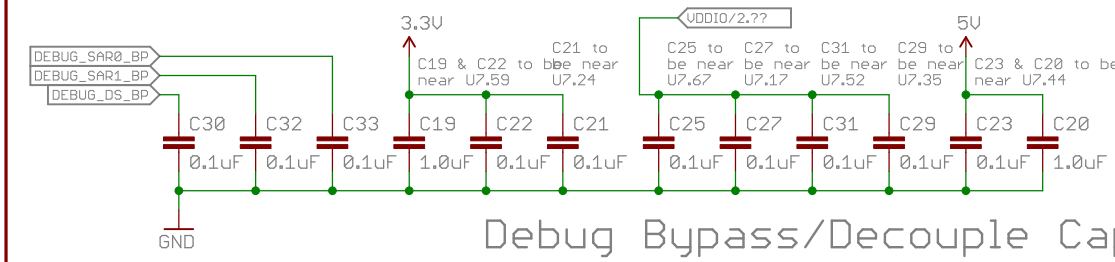 3.3V
VDDIO/2.??
5V
DEBUG_SAR0_BP
DEBUG_SAR1_BP
DEBUG_DS_BP
C19 & C22 to be
near U7.59
C21 to
be near
U7.24
C25 to
be near
U7.67
C27 to
be near
U7.17
C31 to
be near
U7.52
C29 to
be near
U7.35
C23 & C20 to be
near U7.44
C30
C32
C33
C19
C22
C21
C25
C27
C31
C29
C23
C20
0.1uF
0.1uF
0.1uF
1.0uF
0.1uF
0.1uF
0.1uF
0.1uF
0.1uF
0.1uF
0.1uF
1.0uF
GND
Debug Bypass/Decouple Cap